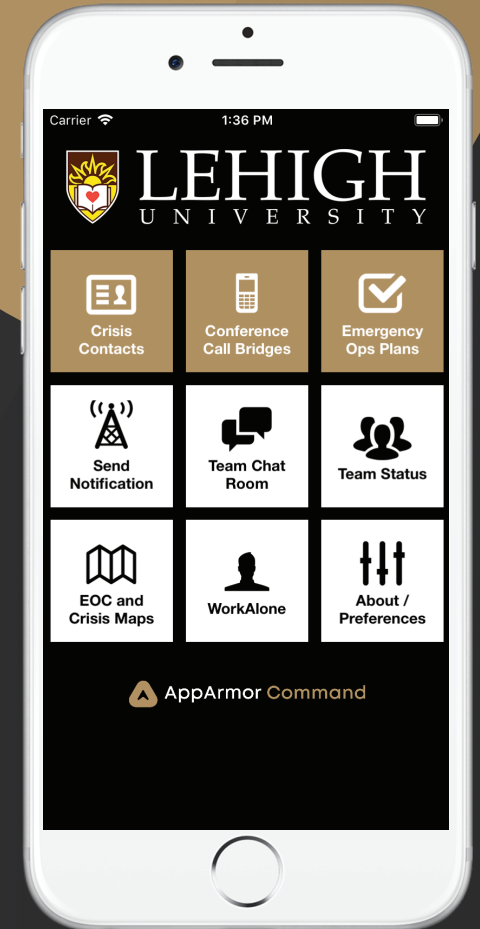 Carrier
1:36 PM
LEHIGH
UNIVERSITY
Crisis
Contacts
Conference
Call Bridges
Emergency
Ops Plans
Send
Notification
Team Chat
Room
Team Status
EOC and
Crisis Maps
WorkAlone
About /
Preferences
AppArmor Command